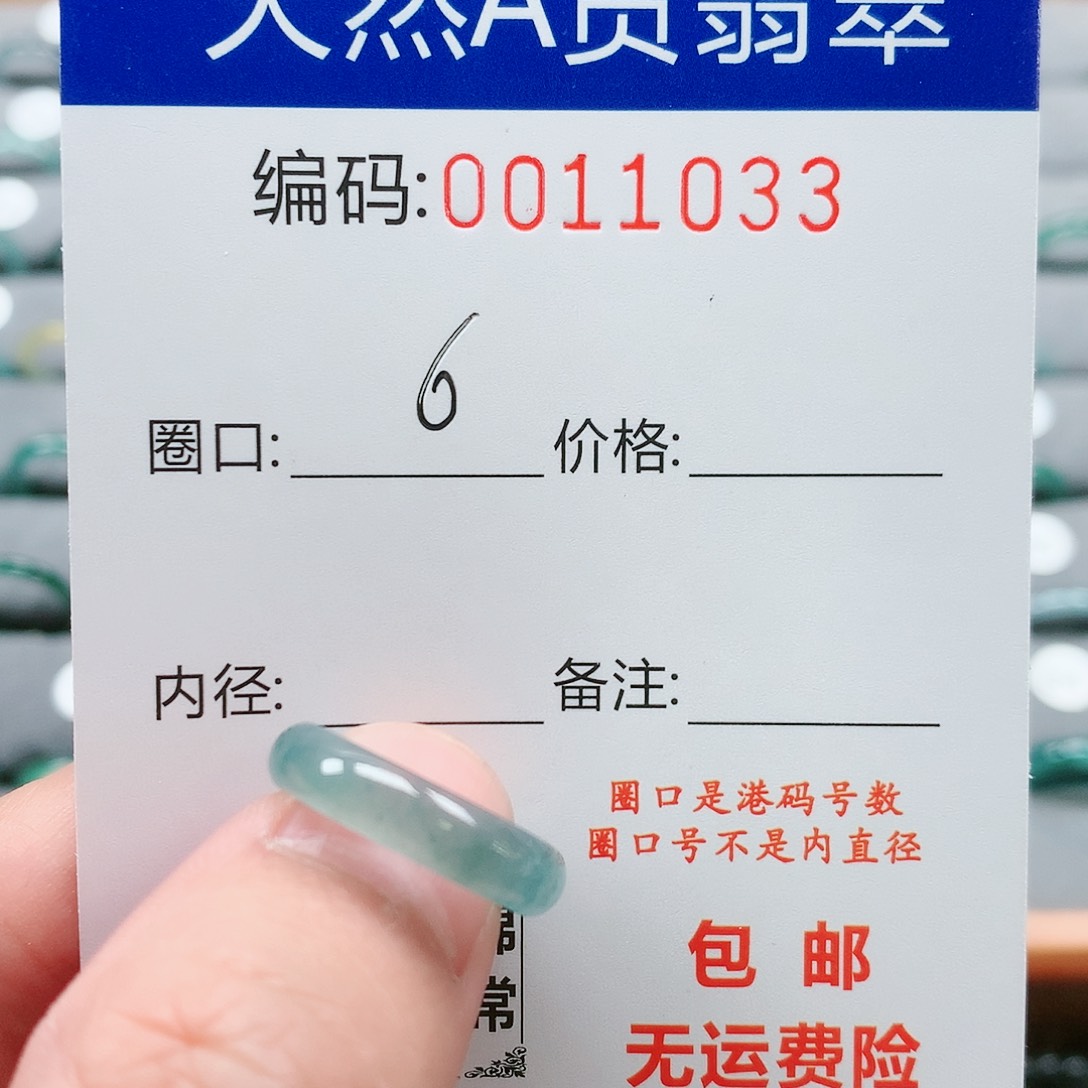 天然A货翡翠
编码:0011033
圈口: 6 价格:
内径: 备注:
圈口是港码号数
圈口号不是内直径
包 邮
常
无运费险